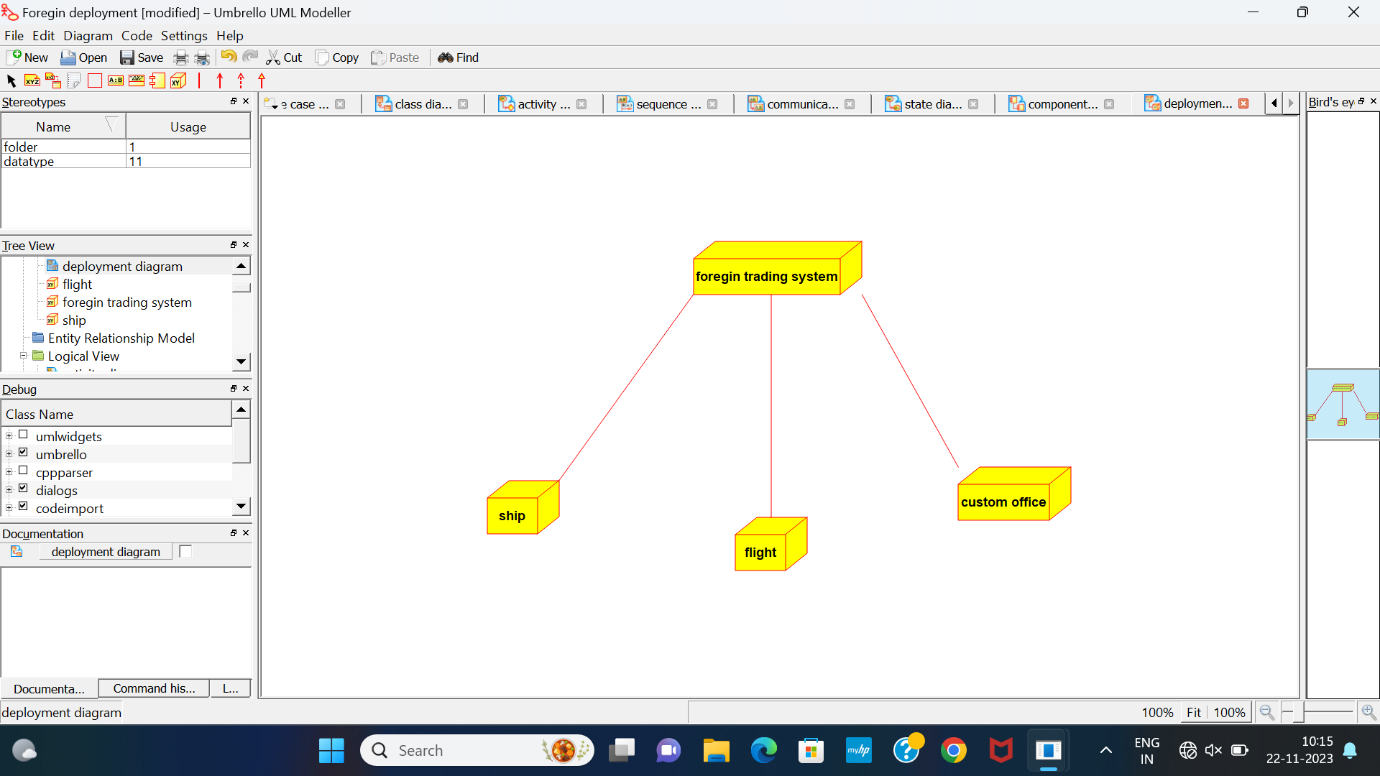 Foregin deployment [modified] – Umbrello UML Modeller
File Edit Diagram Code Settings Help
New Open Save Cut Copy Paste Find
Stereotypes
Name Usage
folder 1
datatype 11
e case ... class dia... activity ... sequence ... communica... state dia... component... deploymen...
Bird's ey
Tree View
deployment diagram
flight
foregin trading system
ship
Entity Relationship Model
Logical View
Debug
Class Name
umlwidgets
umbrello
cppparser
dialogs
codeimport
Documentation
deployment diagram
Documenta... Command his... L...
foregin trading system
ship
flight
custom office
deployment diagram
100% Fit 100%
Search
myhp
ENG
IN
10:15
22-11-2023